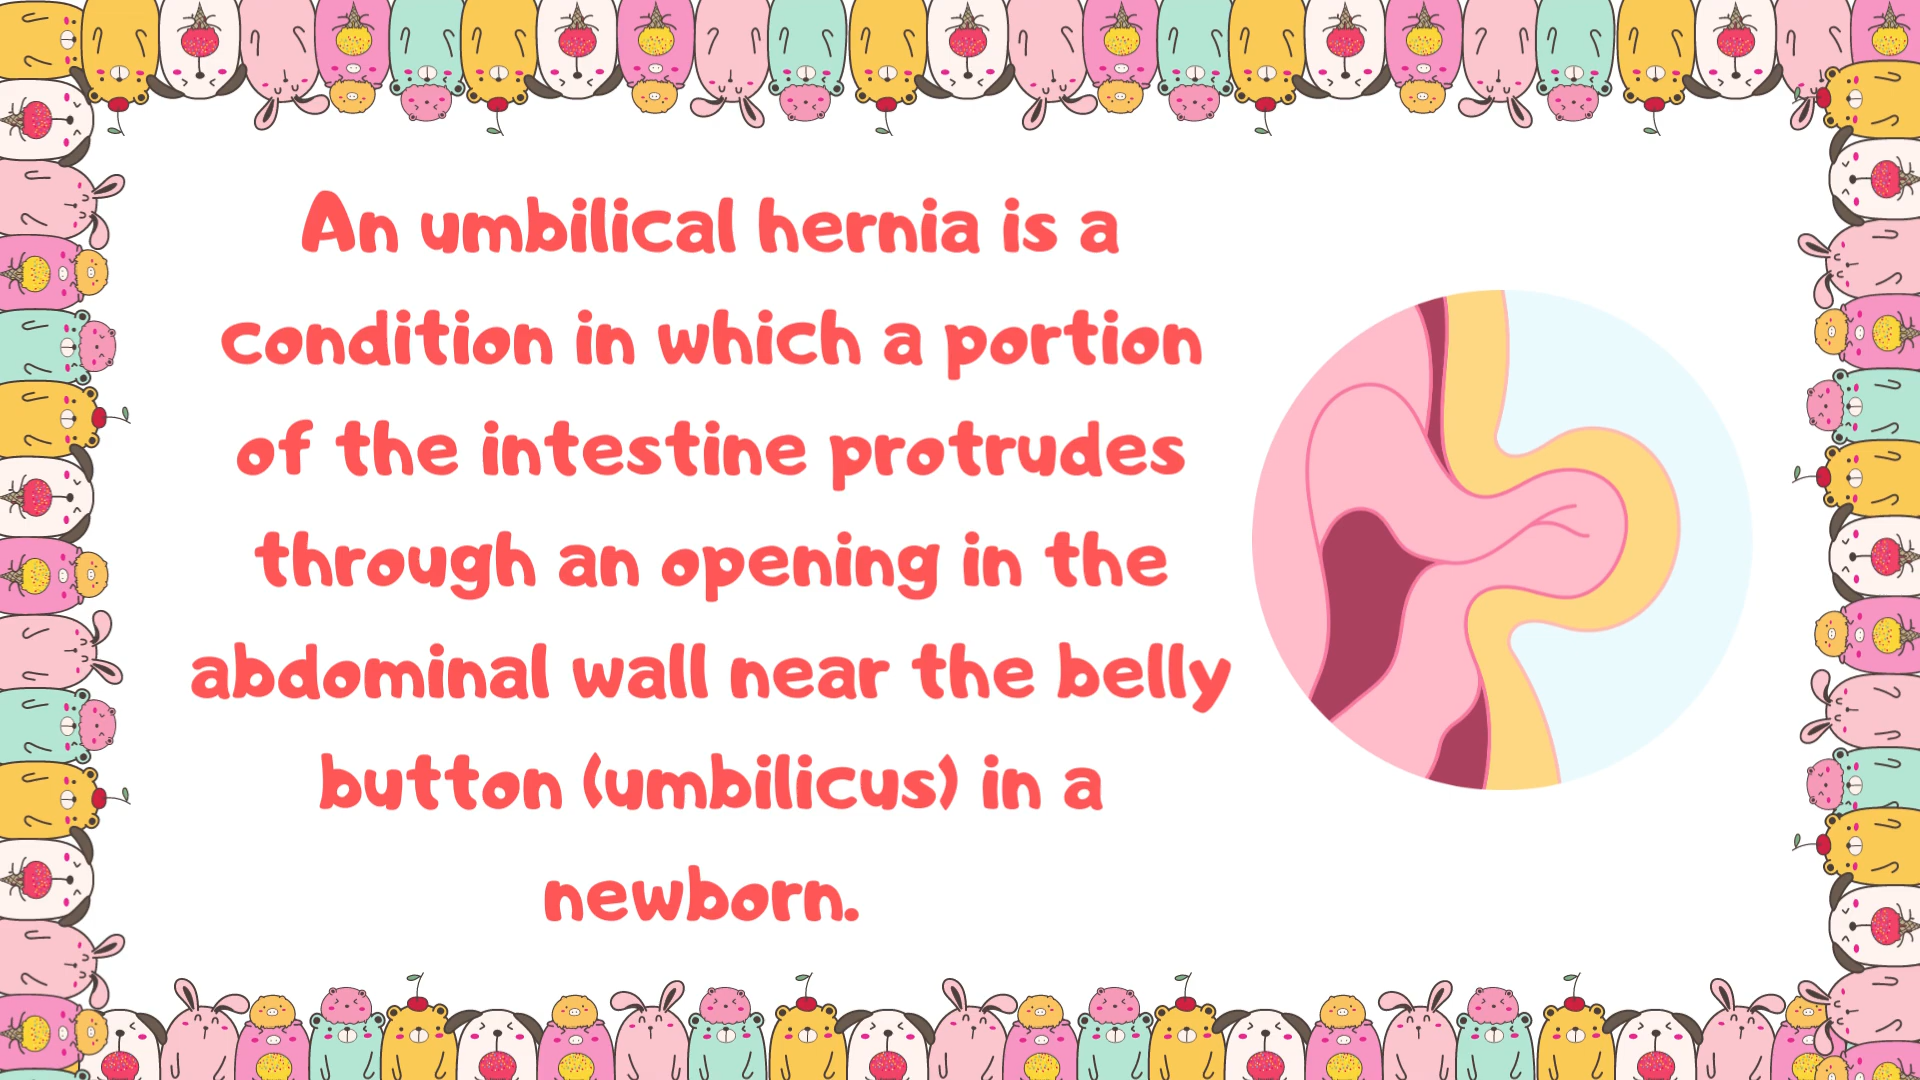 An umbilical hernia is a
condition in which a portion
of the intestine protrudes
through an opening in the
abdominal wall near the belly
button (umbilicus) in a
newborn.